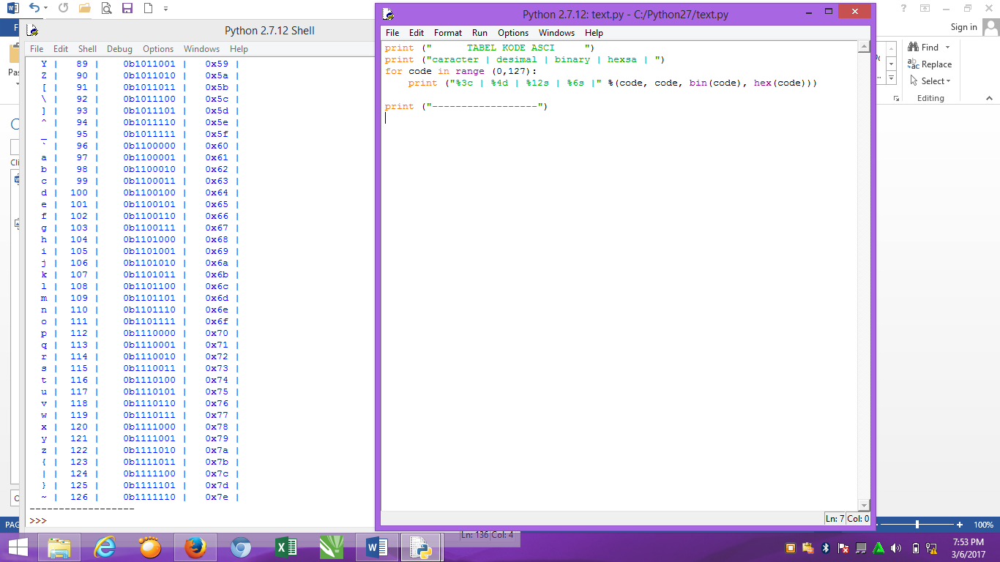 Python 2.7.12 Shell
File Edit Shell Debug Options Windows Help
Y | 89 | 0b1011001 | 0x59 |
Z | 90 | 0b1011010 | 0x5a |
[ | 91 | 0b1011011 | 0x5b |
\ | 92 | 0b1011100 | 0x5c |
] | 93 | 0b1011101 | 0x5d |
^ | 94 | 0b1011110 | 0x5e |
_ | 95 | 0b1011111 | 0x5f |
` | 96 | 0b1100000 | 0x60 |
a | 97 | 0b1100001 | 0x61 |
b | 98 | 0b1100010 | 0x62 |
c | 99 | 0b1100011 | 0x63 |
d | 100 | 0b1100100 | 0x64 |
e | 101 | 0b1100101 | 0x65 |
f | 102 | 0b1100110 | 0x66 |
g | 103 | 0b1100111 | 0x67 |
h | 104 | 0b1101000 | 0x68 |
i | 105 | 0b1101001 | 0x69 |
j | 106 | 0b1101010 | 0x6a |
k | 107 | 0b1101011 | 0x6b |
l | 108 | 0b1101100 | 0x6c |
m | 109 | 0b1101101 | 0x6d |
n | 110 | 0b1101110 | 0x6e |
o | 111 | 0b1101111 | 0x6f |
p | 112 | 0b1110000 | 0x70 |
q | 113 | 0b1110001 | 0x71 |
r | 114 | 0b1110010 | 0x72 |
s | 115 | 0b1110011 | 0x73 |
t | 116 | 0b1110100 | 0x74 |
u | 117 | 0b1110101 | 0x75 |
v | 118 | 0b1110110 | 0x76 |
w | 119 | 0b1110111 | 0x77 |
x | 120 | 0b1111000 | 0x78 |
y | 121 | 0b1111001 | 0x79 |
z | 122 | 0b1111010 | 0x7a |
{ | 123 | 0b1111011 | 0x7b |
| | 124 | 0b1111100 | 0x7c |
} | 125 | 0b1111101 | 0x7d |
~ | 126 | 0b1111110 | 0x7e |
------------------
>>>
Ln: 136 Col: 4
Python 2.7.12: text.py - C:/Python27/text.py
File Edit Format Run Options Windows Help
print ("      TABEL KODE ASCI     ")
print ("caracter | desimal | binary | hexsa | ")
for code in range (0,127):
    print ("%3c | %4d | %12s | %6s |" %(code, code, bin(code), hex(code)))
print ("------------------")
Ln: 7 Col: 0
Sign in
Find
Replace
Select
Editing
PAG
100%
7:53 PM
3/6/2017